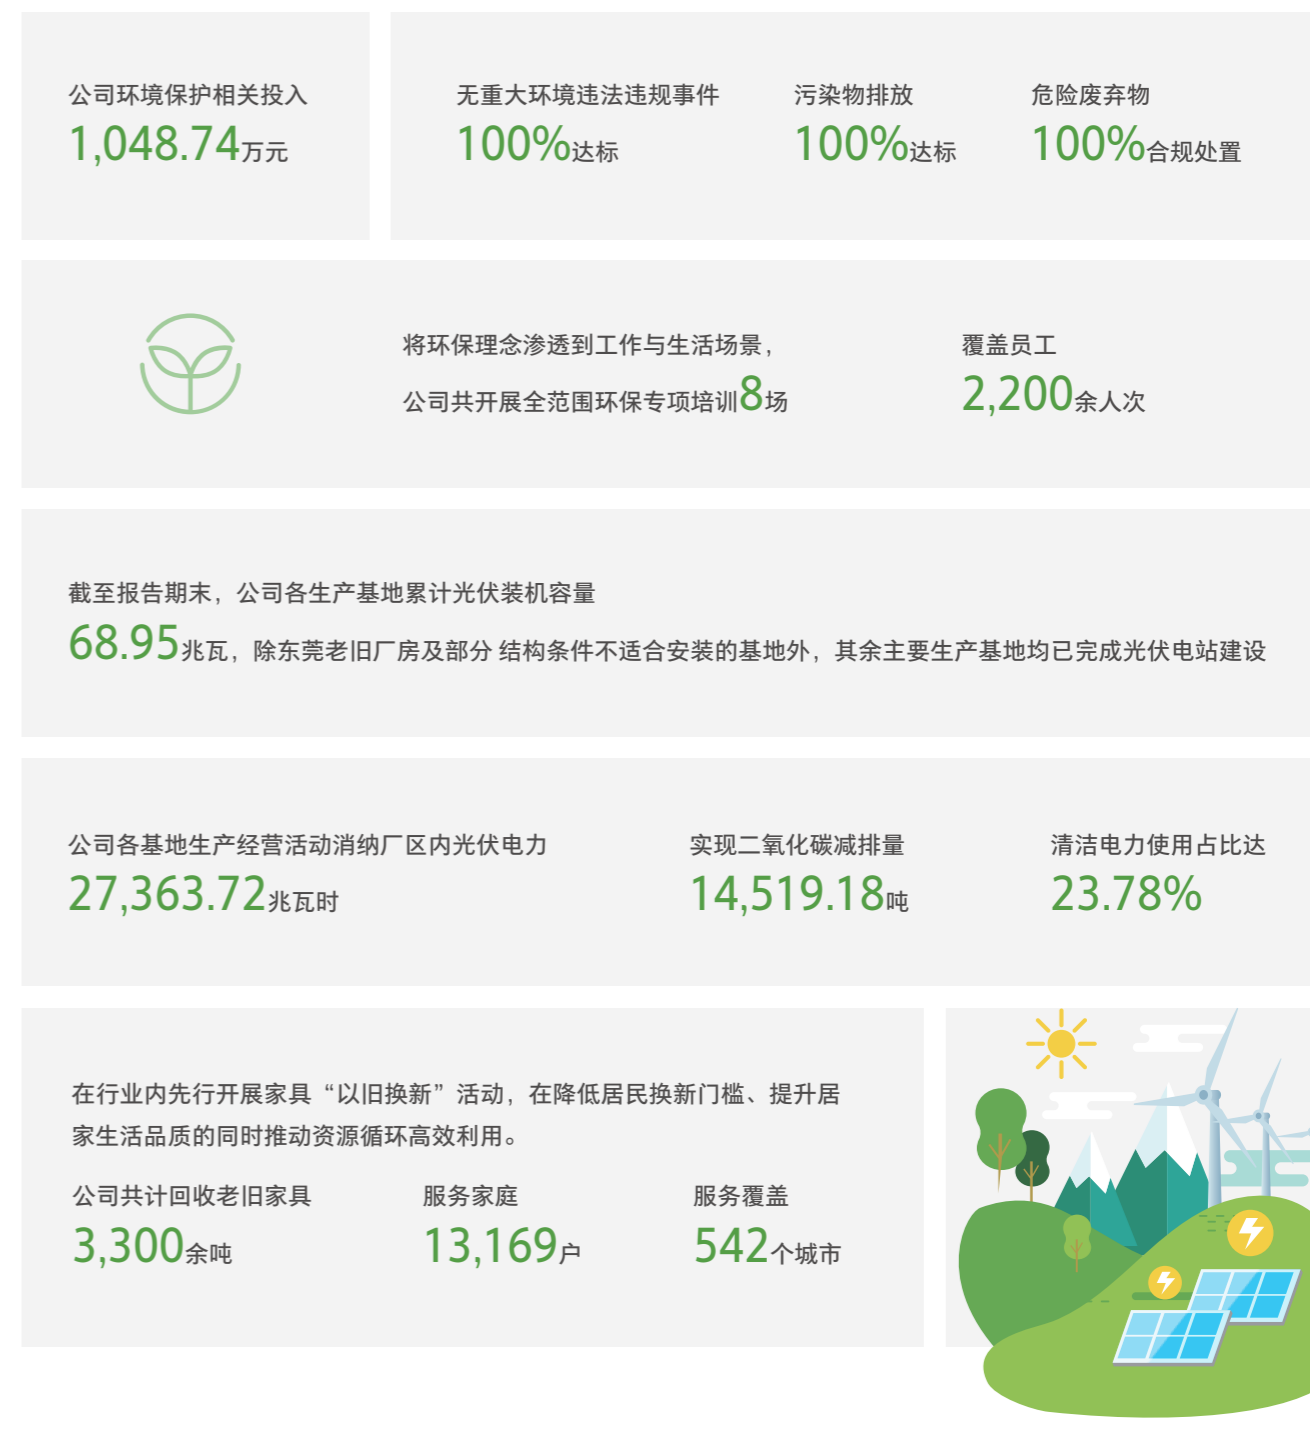 公司环境保护相关投入
1,048.74万元
无重大环境违法违规事件
100%达标
污染物排放
100%达标
危险废弃物
100%合规处置
将环保理念渗透到工作与生活场景，
公司共开展全范围环保专项培训8场
覆盖员工
2,200余人次
截至报告期末，公司各生产基地累计光伏装机容量
68.95兆瓦，除东莞老旧厂房及部分 结构条件不适合安装的基地外，其余主要生产基地均已完成光伏电站建设
公司各基地生产经营活动消纳厂区内光伏电力
27,363.72兆瓦时
实现二氧化碳减排量
14,519.18吨
清洁电力使用占比达
23.78%
在行业内先行开展家具“以旧换新”活动，在降低居民换新门槛、提升居
家生活品质的同时推动资源循环高效利用。
公司共计回收老旧家具
3,300余吨
服务家庭
13,169户
服务覆盖
542个城市